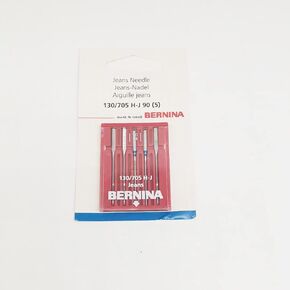 Jeans Needle
Jeans-Nadel
Aiguille jeans
130/705 H-J 90 (5)
BERNINA
130/705 H-J
Jeans
BERNINA